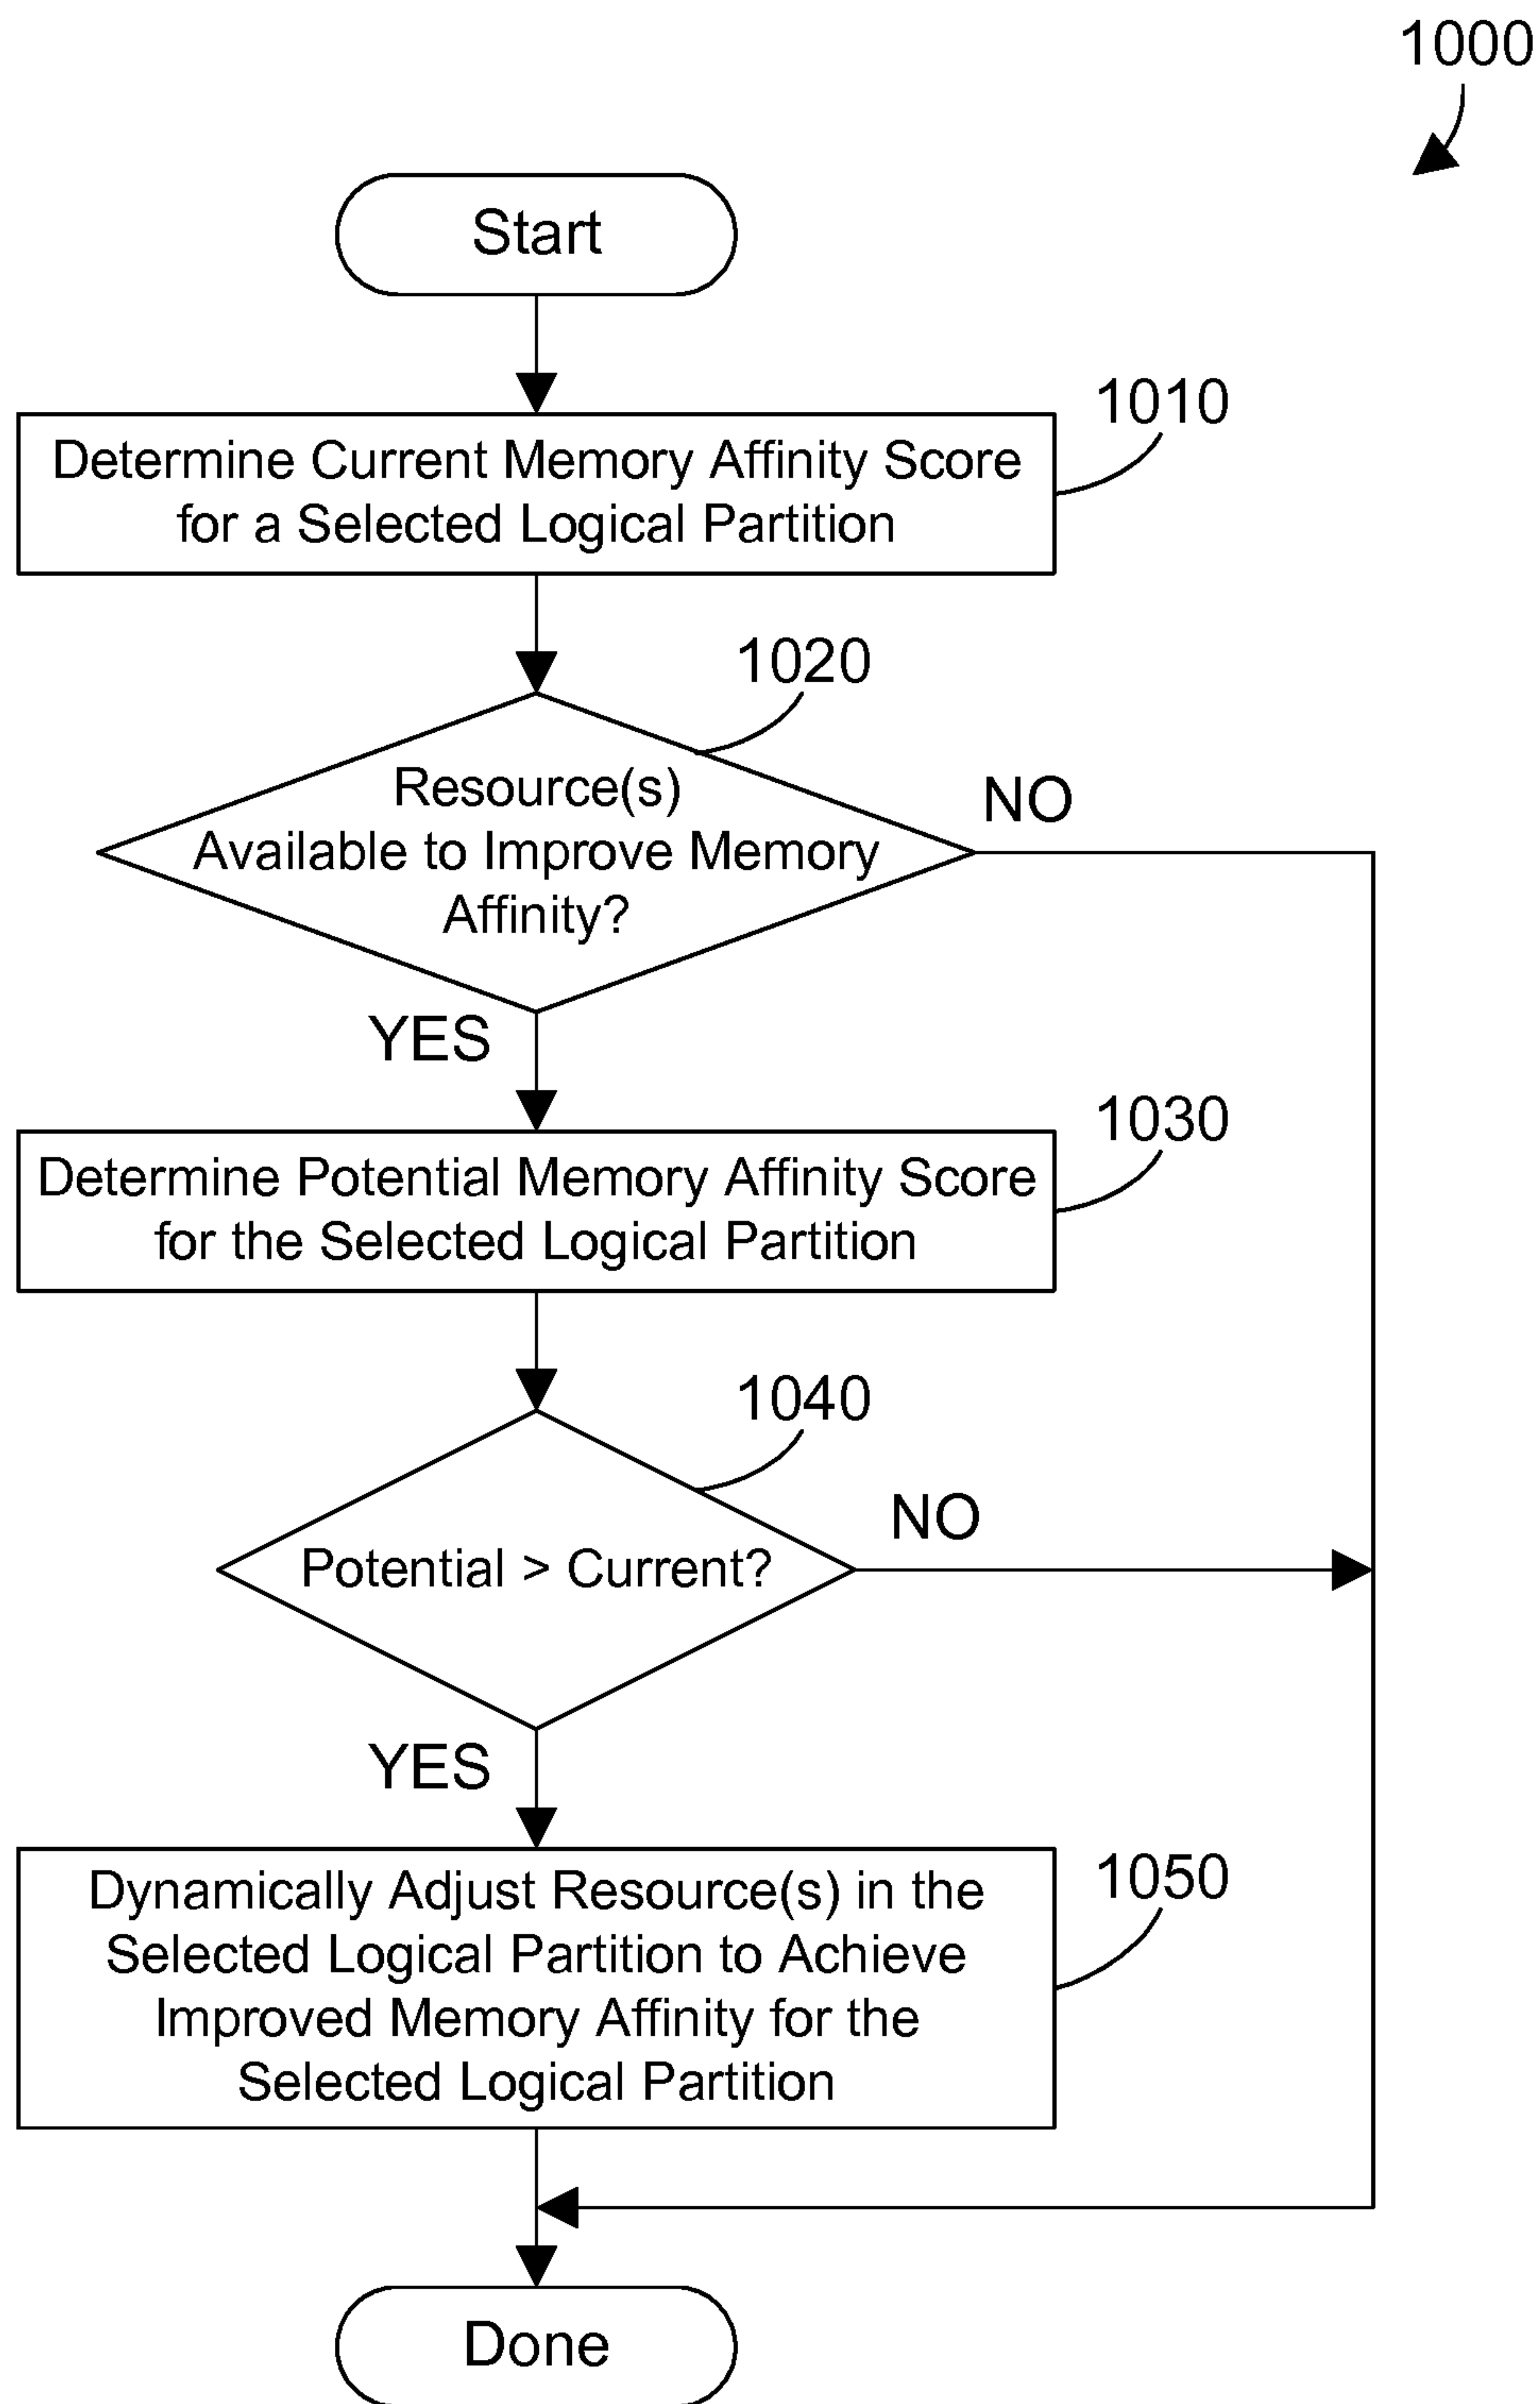 1000
Start
1010
Determine Current Memory Affinity Score
for a Selected Logical Partition
1020
Resource(s)
Available to Improve Memory
Affinity?
NO
YES
1030
Determine Potential Memory Affinity Score
for the Selected Logical Partition
1040
Potential > Current?
NO
YES
1050
Dynamically Adjust Resource(s) in the
Selected Logical Partition to Achieve
Improved Memory Affinity for the
Selected Logical Partition
Done